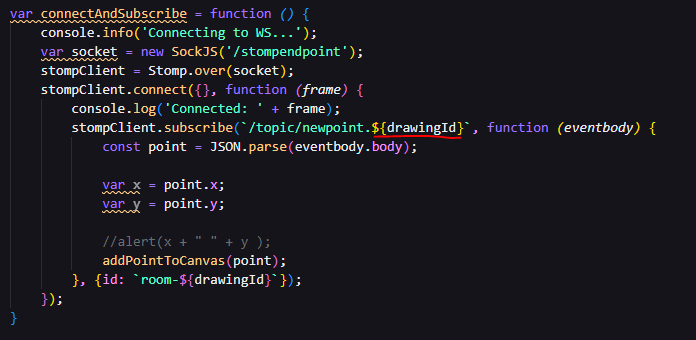 var connectAndSubscribe = function () {
console.info('Connecting to WS...');
var socket = new SockJS('/stompendpoint');
stompClient = Stomp.over(socket);
stompClient.connect({}, function (frame) {
console.log('Connected: ' + frame);
stompClient.subscribe(`/topic/newpoint.${drawingId}`, function (eventbody) {
const point = JSON.parse(eventbody.body);
var x = point.x;
var y = point.y;
//alert(x + " " + y );
addPointToCanvas(point);
}, {id: `room-${drawingId}`});
});
}